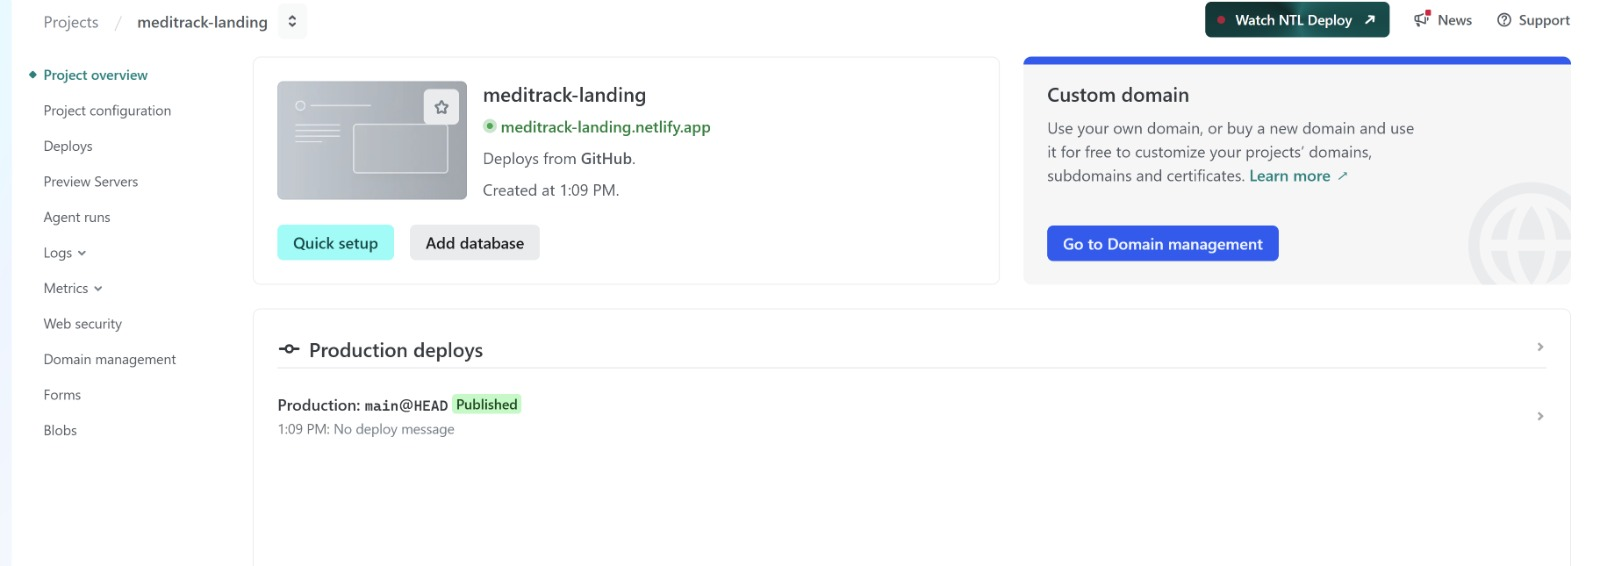 Projects / meditrack-landing
Watch NTL Deploy
News
Support
Project overview
Project configuration
Deploys
Preview Servers
Agent runs
Logs
Metrics
Web security
Domain management
Forms
Blobs
meditrack-landing
meditrack-landing.netlify.app
Deploys from GitHub.
Created at 1:09 PM.
Quick setup
Add database
Custom domain
Use your own domain, or buy a new domain and use
it for free to customize your projects’ domains,
subdomains and certificates. Learn more
Go to Domain management
Production deploys
Production: main@HEAD Published
1:09 PM: No deploy message